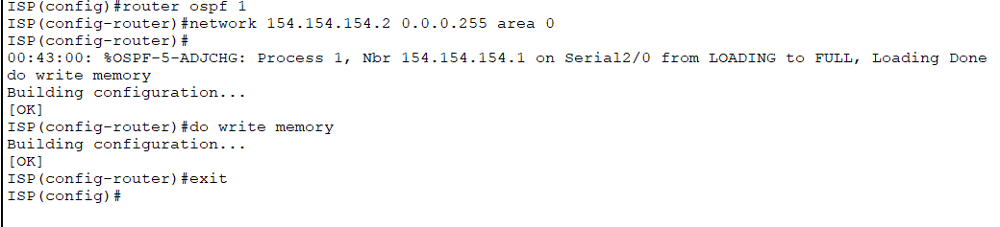 ISP(config)#router ospf 1
ISP(config-router)#network 154.154.154.2 0.0.0.255 area 0
ISP(config-router)#
00:43:00: %OSPF-5-ADJCHG: Process 1, Nbr 154.154.154.1 on Serial2/0 from LOADING to FULL, Loading Done
do write memory
Building configuration...
[OK]
ISP(config-router)#do write memory
Building configuration...
[OK]
ISP(config-router)#exit
ISP(config)#